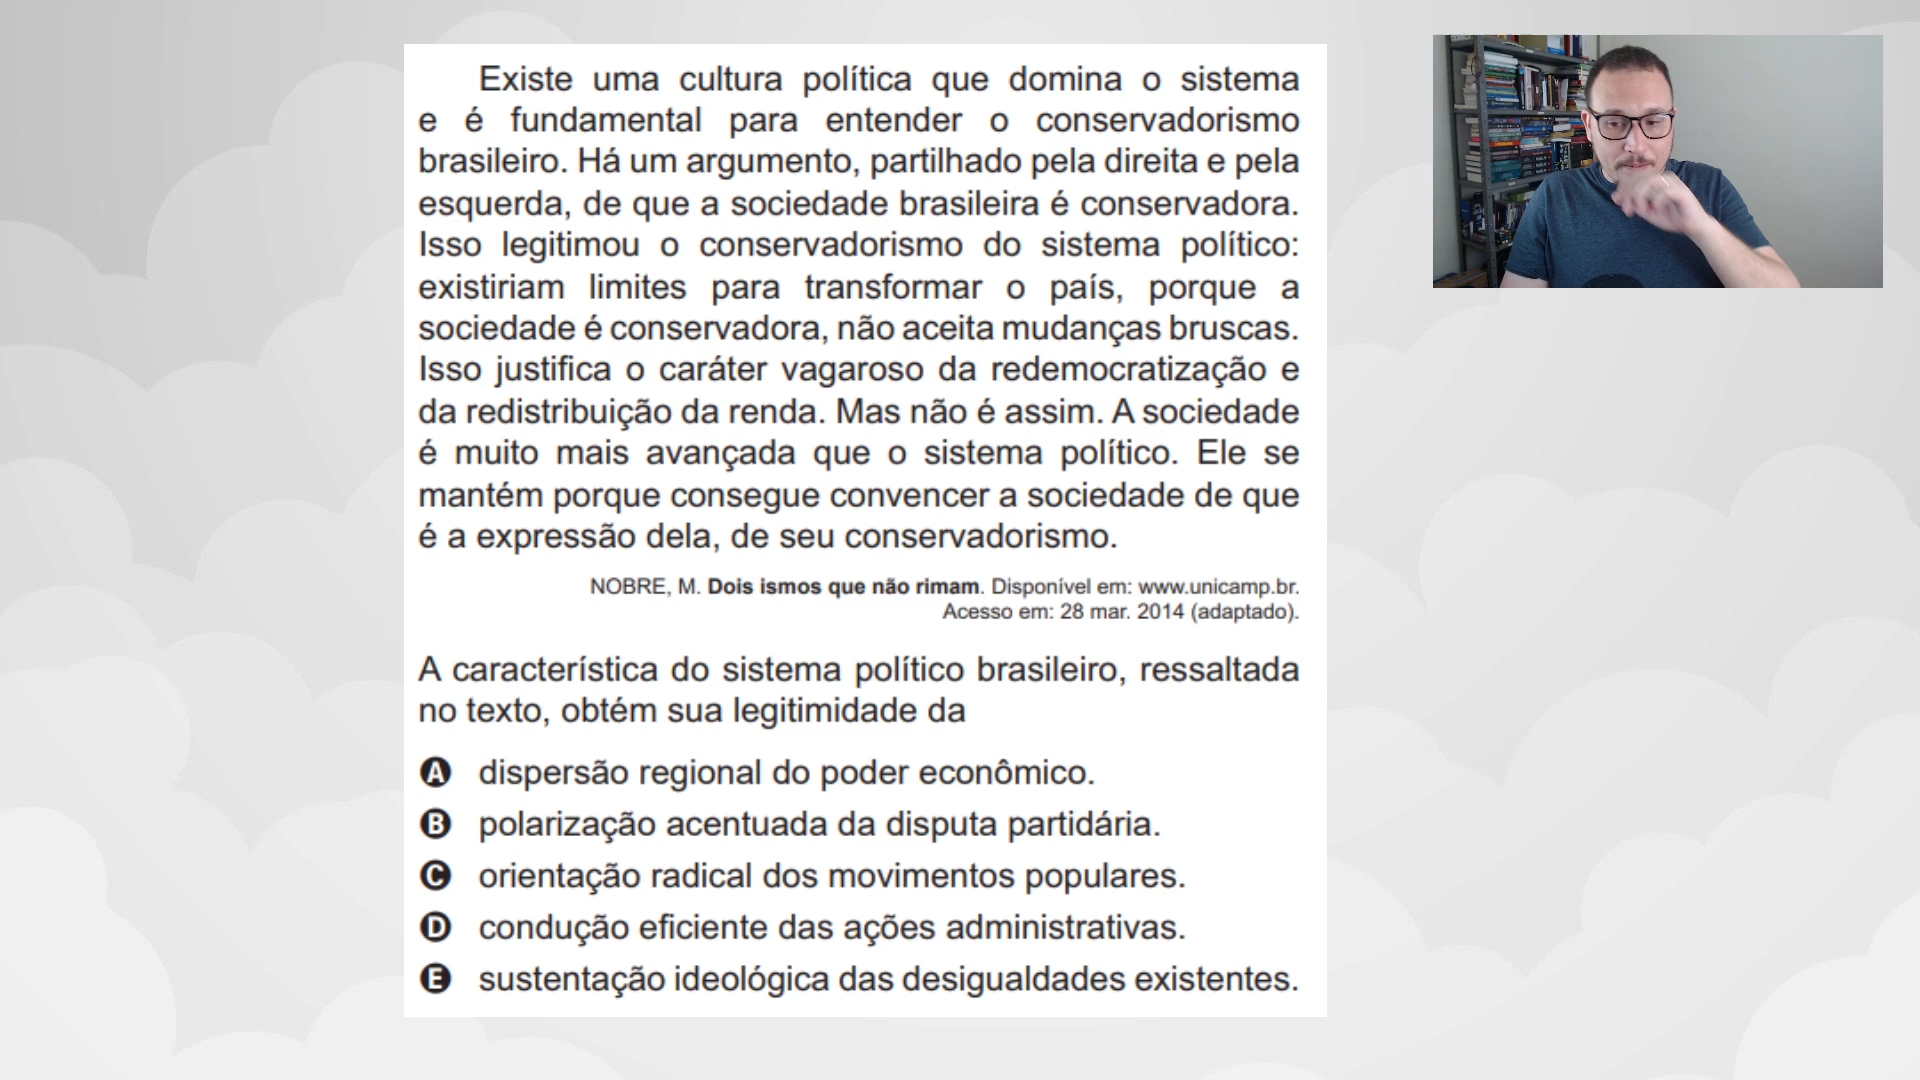 Existe uma cultura política que domina o sistema
e é fundamental para entender o conservadorismo
brasileiro. Há um argumento, partilhado pela direita e pela
esquerda, de que a sociedade brasileira é conservadora.
Isso legitimou o conservadorismo do sistema político:
existiriam limites para transformar o país, porque a
sociedade é conservadora, não aceita mudanças bruscas.
Isso justifica o caráter vagaroso da redemocratização e
da redistribuição da renda. Mas não é assim. A sociedade
é muito mais avançada que o sistema político. Ele se
mantém porque consegue convencer a sociedade de que
é a expressão dela, de seu conservadorismo.
NOBRE, M. Dois ismos que não rimam. Disponível em: www.unicamp.br.
Acesso em: 28 mar. 2014 (adaptado).
A característica do sistema político brasileiro, ressaltada
no texto, obtém sua legitimidade da
A dispersão regional do poder econômico.
B polarização acentuada da disputa partidária.
C orientação radical dos movimentos populares.
D condução eficiente das ações administrativas.
E sustentação ideológica das desigualdades existentes.